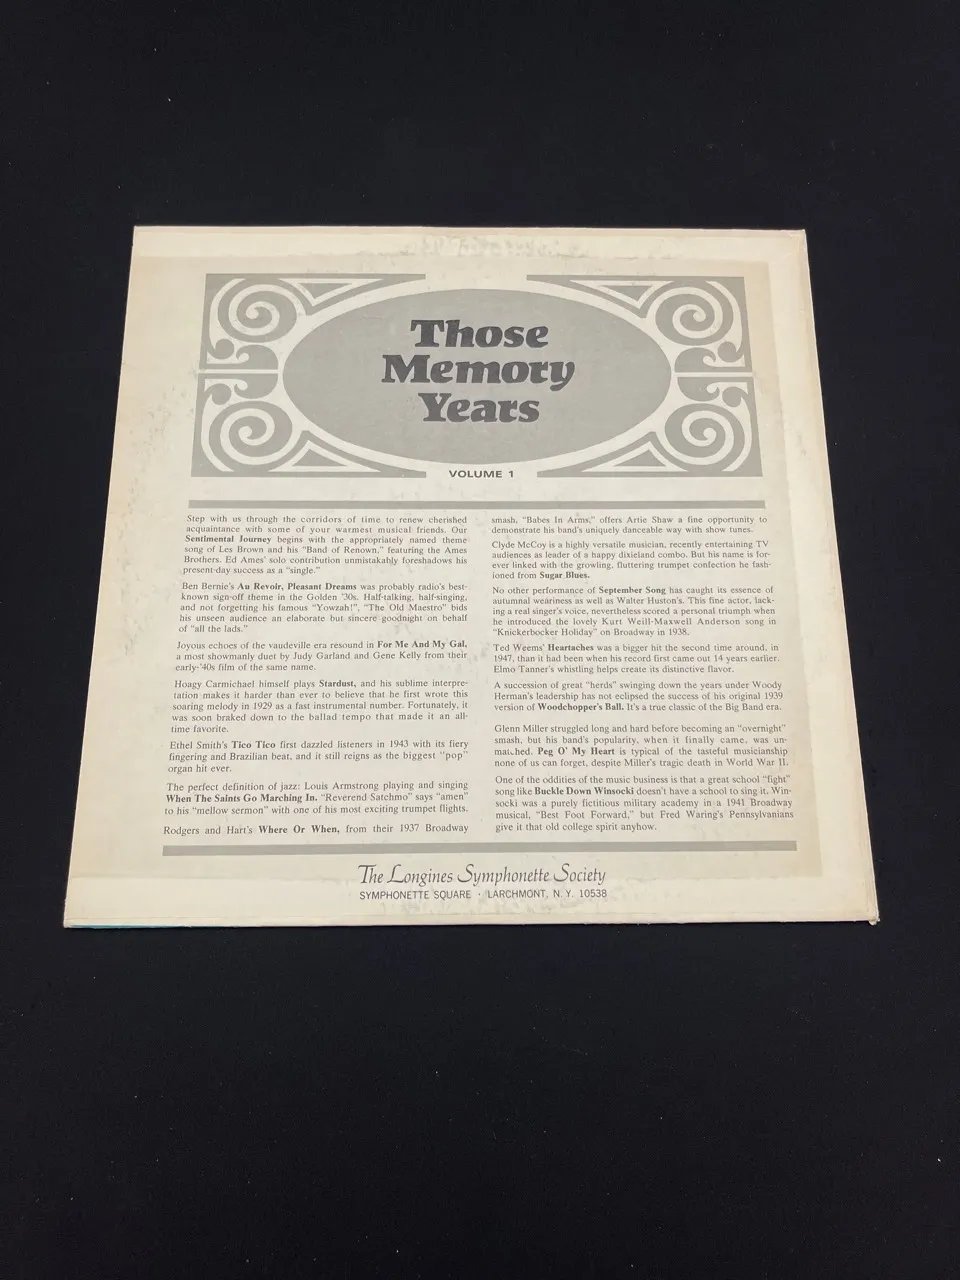 Those
Memory
Years
VOLUME 1
Step with us through the corridors of time to renew cherished
acquaintance with some of your warmest musical friends. Our
Sentimental Journey begins with the appropriately named theme
song of Les Brown and his "Band of Renown," featuring the Ames
Brothers. Ed Ames' solo contribution unmistakably foreshadows his
present-day success as a "single."
Ben Bernie's Au Revoir, Pleasant Dreams was probably radio's best-
known sign-off theme in the Golden '30s. Half-talking, half-singing,
and not forgetting his famous "Yowzah!", "The Old Maestro" bids
his unseen audience an elaborate but sincere goodnight on behalf
of "all the lads."
Joyous echoes of the vaudeville era resound in For Me And My Gal,
a most showmanly duet by Judy Garland and Gene Kelly from their
early-'40s film of the same name.
Hoagy Carmichael himself plays Stardust, and his sublime interpre-
tation makes it harder than ever to believe that he first wrote this
soaring melody in 1929 as a fast instrumental number. Fortunately, it
was soon braked down to the ballad tempo that made it an all-
time favorite.
Ethel Smith's Tico Tico first dazzled listeners in 1943 with its fiery
fingering and Brazilian beat, and it still reigns as the biggest "pop"
organ hit ever.
The perfect definition of jazz: Louis Armstrong playing and singing
When The Saints Go Marching In. "Reverend Satchmo" says "amen"
to his "mellow sermon" with one of his most exciting trumpet flights.
Rodgers and Hart's Where Or When, from their 1937 Broadway
smash, "Babes In Arms," offers Artie Shaw a fine opportunity to
demonstrate his band's uniquely danceable way with show tunes.
Clyde McCoy is a highly versatile musician, recently entertaining TV
audiences as leader of a happy dixieland combo. But his name is for-
ever linked with the growling, fluttering trumpet confection he fash-
ioned from Sugar Blues.
No other performance of September Song has caught its essence of
autumnal weariness as well as Walter Huston's. This fine actor, lack-
ing a real singer's voice, nevertheless scored a personal triumph when
he introduced the lovely Kurt Weill-Maxwell Anderson song in
"Knickerbocker Holiday" on Broadway in 1938.
Ted Weems' Heartaches was a bigger hit the second time around, in
1947, than it had been when his record first came out 14 years earlier.
Elmo Tanner's whistling helps create its distinctive flavor.
A succession of great "herds" swinging down the years under Woody
Herman's leadership has not eclipsed the success of his original 1939
version of Woodchopper's Ball. It's a true classic of the Big Band era.
Glenn Miller struggled long and hard before becoming an "overnight"
smash, but his band's popularity, when it finally came, was un-
matched. Peg O' My Heart is typical of the tasteful musicianship
none of us can forget, despite Miller's tragic death in World War II.
One of the oddities of the music business is that a great school "fight"
song like Buckle Down Winsocki doesn't have a school to sing it. Win-
socki was a purely fictitious military academy in a 1941 Broadway
musical, "Best Foot Forward," but Fred Waring's Pennsylvanians
give it that old college spirit anyhow.
The Longines Symphonette Society
SYMPHONETTE SQUARE · LARCHMONT, N. Y. 10538